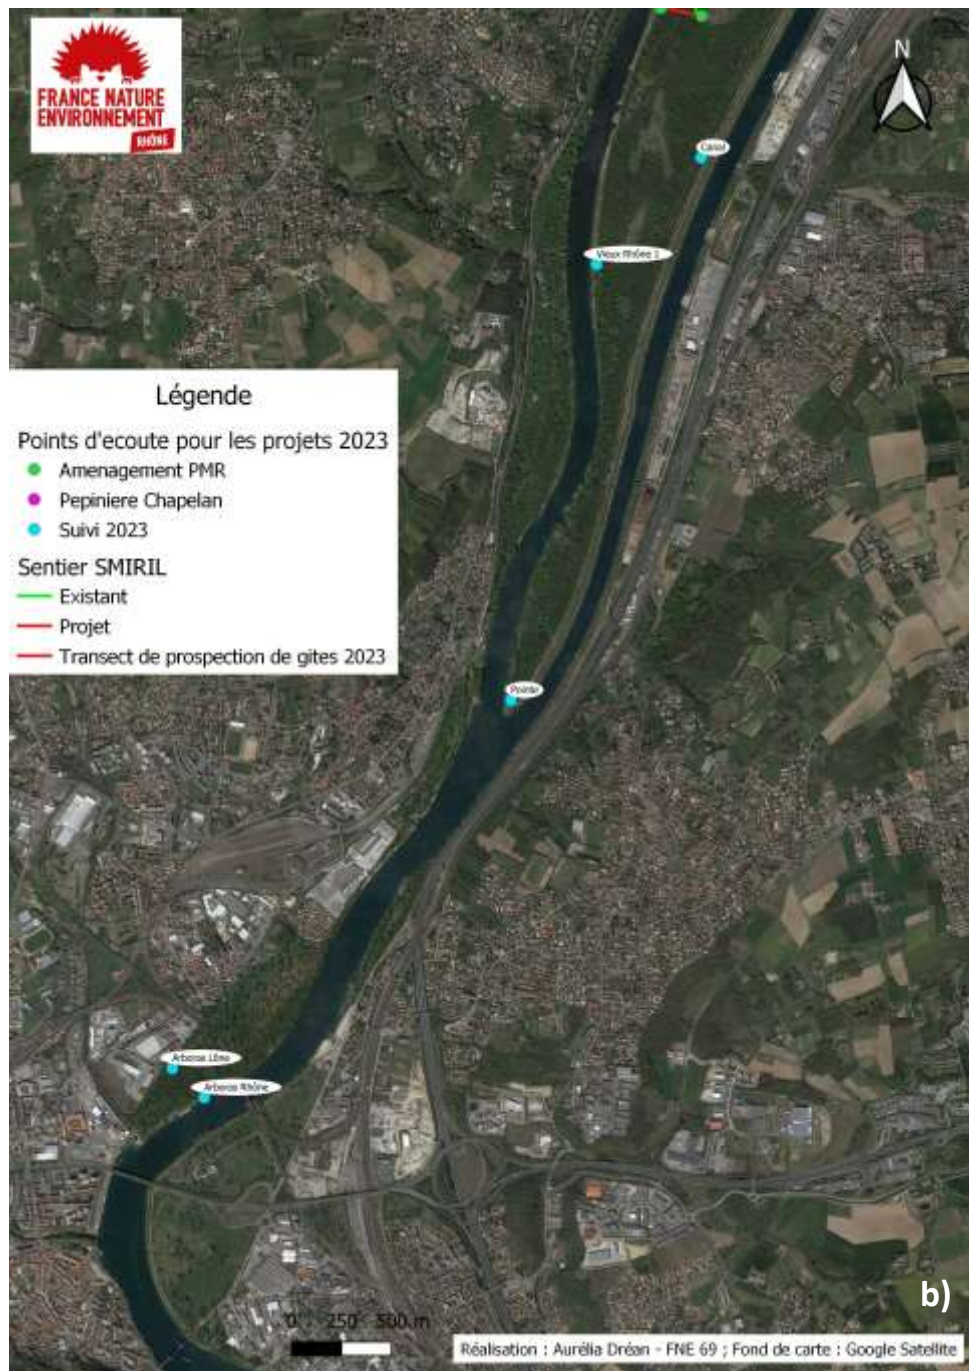 FRANCE NATURE
ENVIRONNEMENT
RHÔNE
N
Canal
Vieux Rhône 1
Légende
Points d'ecoute pour les projets 2023
Amenagement PMR
Pepiniere Chapelan
Suivi 2023
Sentier SMIRIL
Existant
Projet
Transect de prospection de gites 2023
Pointe
Arboras Lône
Arboras Rhône
b)
0 250 500 m
Réalisation : Aurélia Dréan - FNE 69 ; Fond de carte : Google Satellite